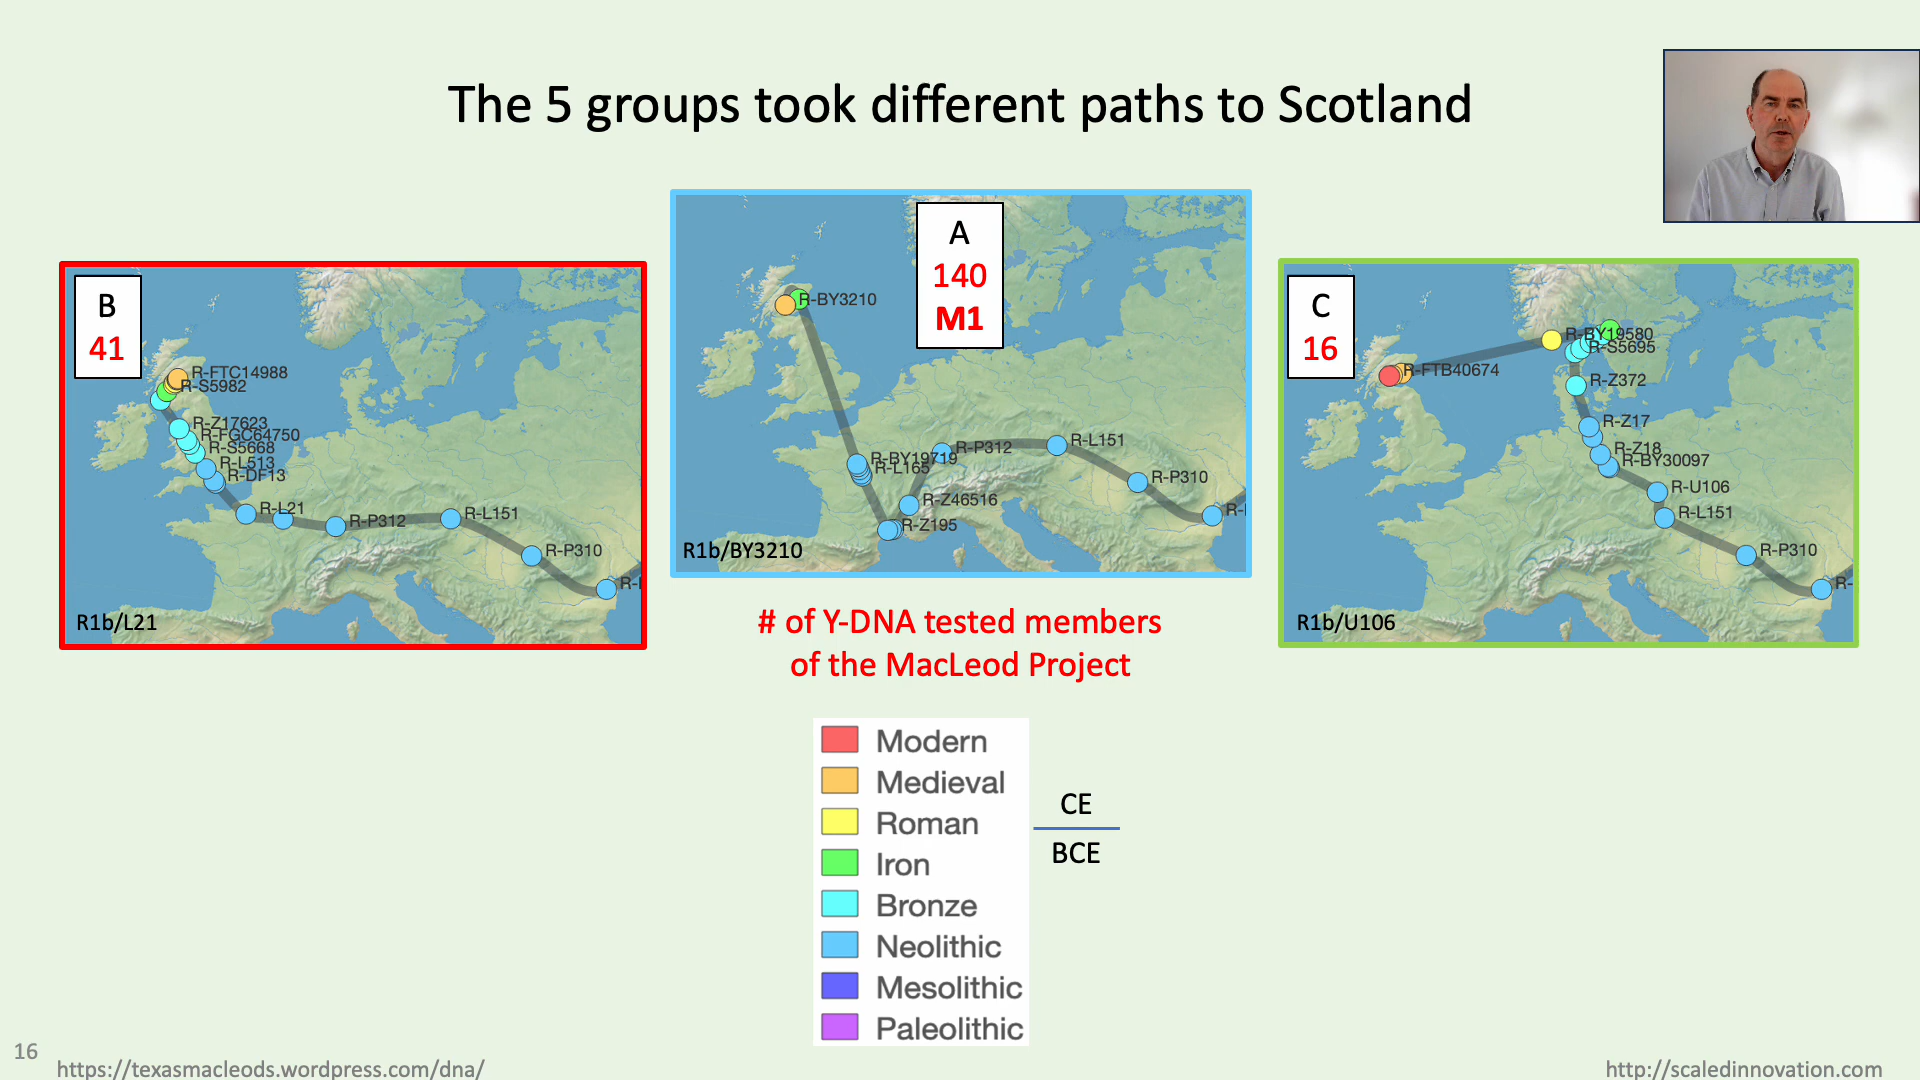 The 5 groups took different paths to Scotland
B
41
R-FTC14988
R-S5982
R-Z17623
R-FGC64750
R-S5668
R-L513
R-DF13
R-L21
R-P312
R-L151
R-P310
R1b/L21
A
140
M1
R-BY3210
R-BY19719
R-L165
R-P312
R-L151
R-P310
R-Z46516
R-Z195
R1b/BY3210
C
16
R-BY19580
R-S5695
R-FTB40674
R-Z372
R-Z17
R-Z18
R-BY30097
R-U106
R-L151
R-P310
R-
R1b/U106
# of Y-DNA tested members
of the MacLeod Project
Modern
Medieval
Roman
Iron
Bronze
Neolithic
Mesolithic
Paleolithic
CE
BCE
16
https://texasmacleods.wordpress.com/dna/
http://scaledinnovation.com